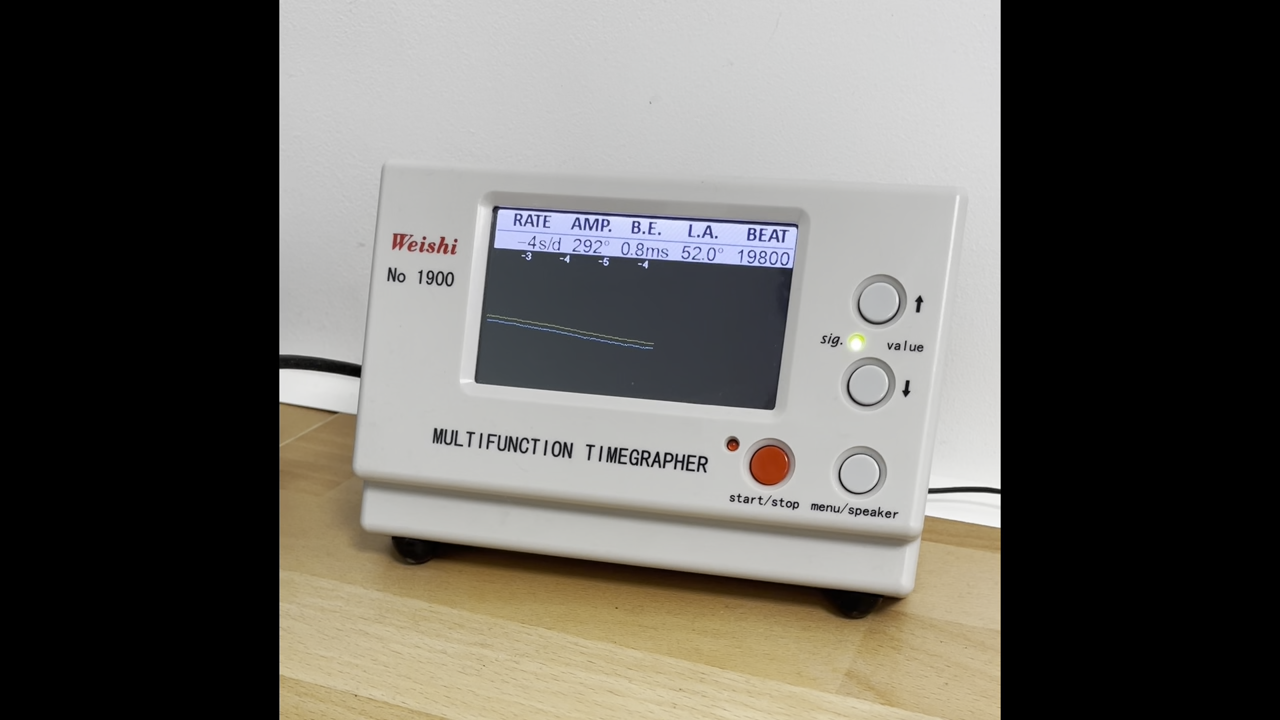 RATE AMP. B.E. L.A. BEAT
-4s/d 292° 0.8ms 52.0° 19800
-3 -4 -5 -4
Weishi
No 1900
↑
sig. value
↓
MULTIFUNCTION TIMEGRAPHER
start/stop menu/speaker